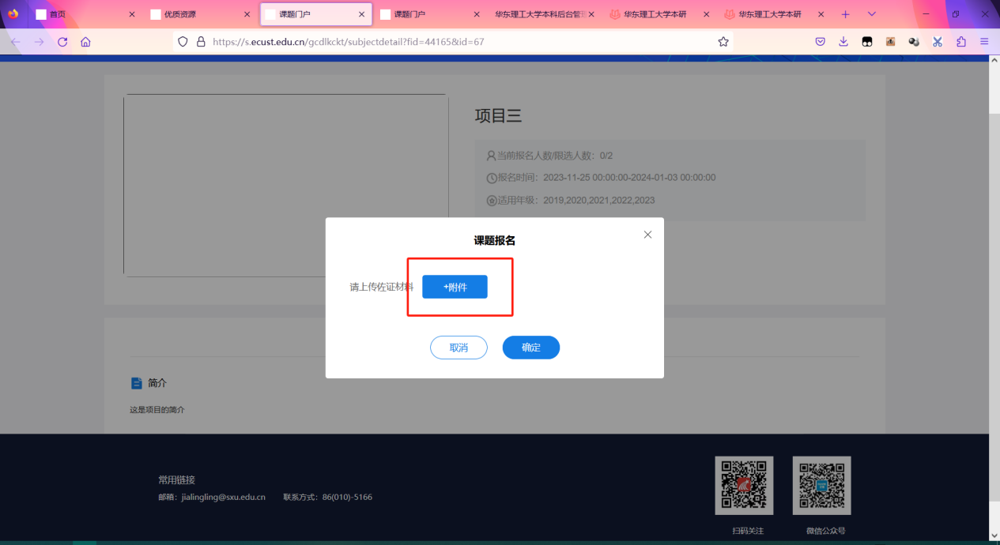 首页
优质资源
课题门户
课题门户
华东理工大学本科后台管
华东理工大学本研
华东理工大学本研
https://s.ecust.edu.cn/gcdlkckt/subjectdetail?fid=44165&id=67
项目三
当前报名人数/限选人数：0/2
报名时间：2023-11-25 00:00:00-2024-01-03 00:00:00
适用年级：2019,2020,2021,2022,2023
课题报名
请上传佐证材料
+附件
取消
确定
简介
这是项目的简介
常用链接
邮箱：jialingling@sxu.edu.cn 联系方式：86(010)-5166
扫码关注
微信公众号